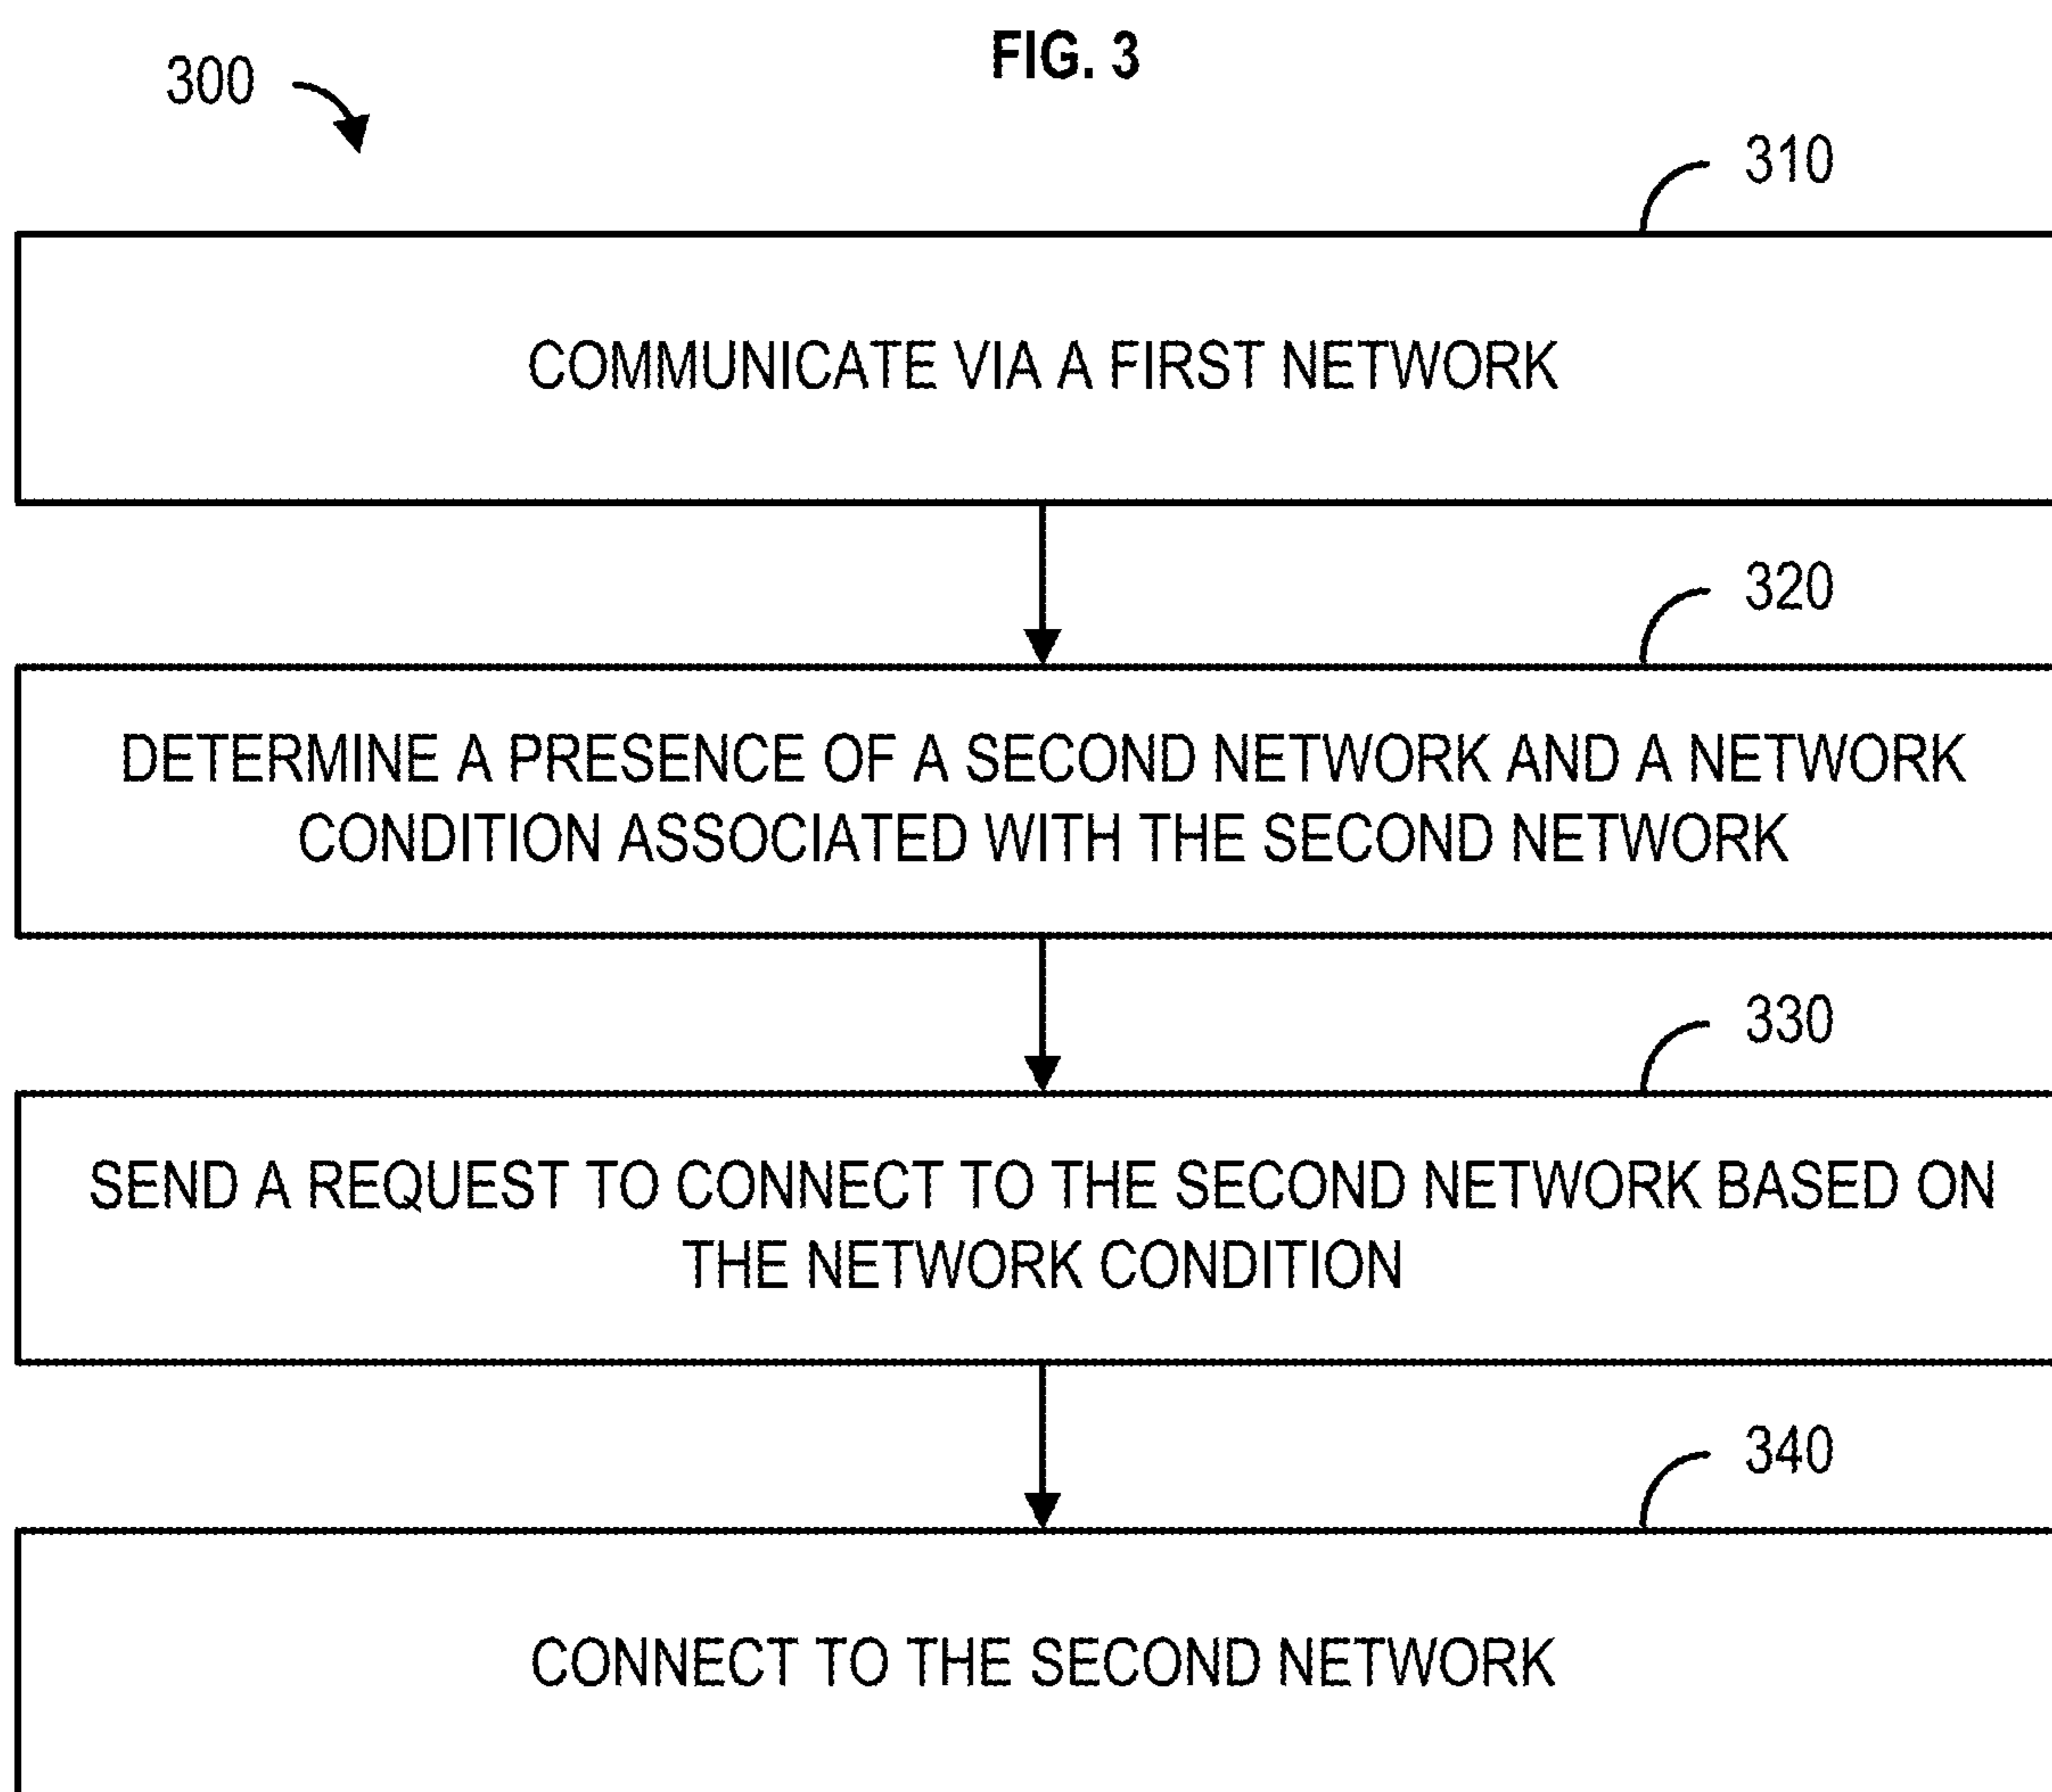 FIG. 3
300
310
COMMUNICATE VIA A FIRST NETWORK
320
DETERMINE A PRESENCE OF A SECOND NETWORK AND A NETWORK
CONDITION ASSOCIATED WITH THE SECOND NETWORK
330
SEND A REQUEST TO CONNECT TO THE SECOND NETWORK BASED ON
THE NETWORK CONDITION
340
CONNECT TO THE SECOND NETWORK